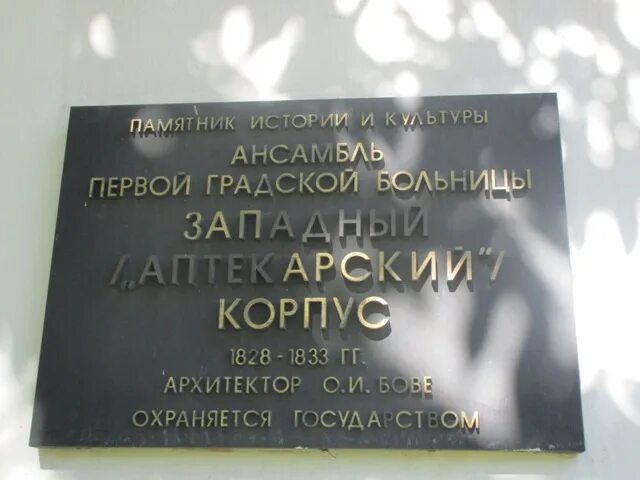 ПАМЯТНИК ИСТОРИИ И КУЛЬТУРЫ
АНСАМБЛЬ
ПЕРВОЙ ГРАДСКОЙ БОЛЬНИЦЫ
ЗАПАДНЫЙ
/„АПТЕКАРСКИЙ"/
КОРПУС
1828-1833 ГГ.
АРХИТЕКТОР О.И. БОВЕ
ОХРАНЯЕТСЯ ГОСУДАРСТВОМ